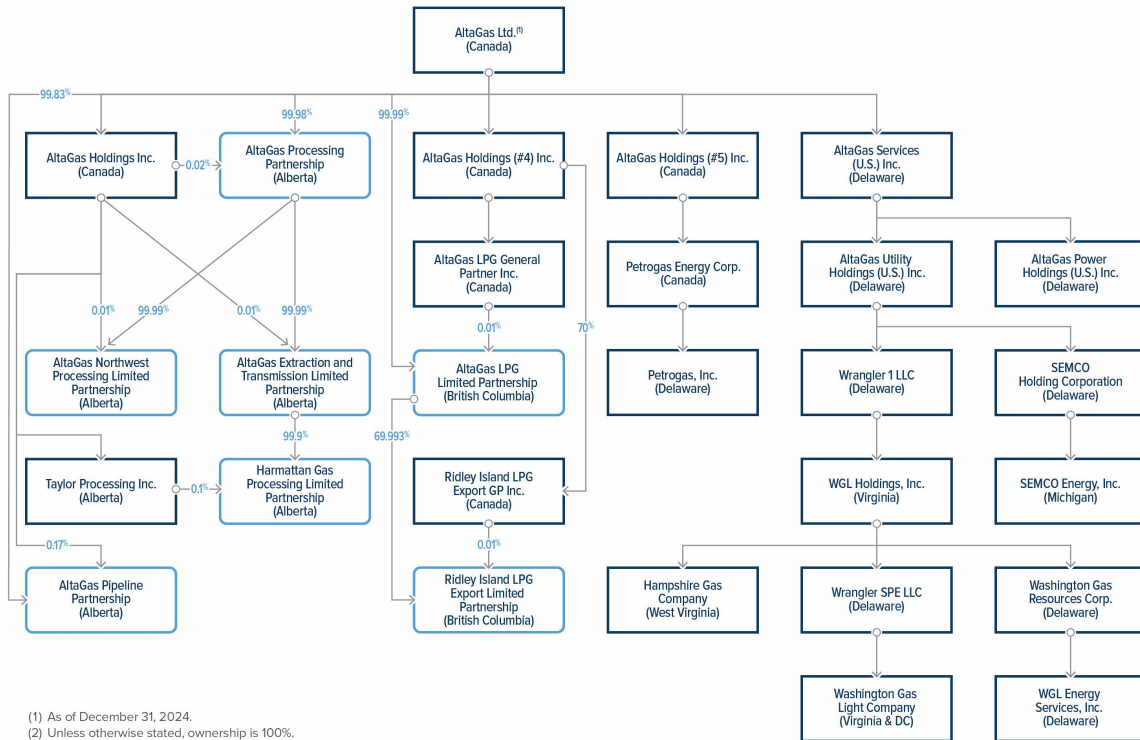 AltaGas Ltd.(1)
(Canada)
99.83%
99.98%
99.99%
AltaGas Holdings Inc.
(Canada)
0.02%
AltaGas Processing
Partnership
(Alberta)
AltaGas Holdings (#4) Inc.
(Canada)
AltaGas Holdings (#5) Inc.
(Canada)
AltaGas Services
(U.S.) Inc.
(Delaware)
AltaGas LPG General
Partner Inc.
(Canada)
Petrogas Energy Corp.
(Canada)
AltaGas Utility
Holdings (U.S.) Inc.
(Delaware)
AltaGas Power
Holdings (U.S.) Inc.
(Delaware)
0.01%
99.99%
0.01%
99.99%
0.01%
70%
AltaGas Northwest
Processing Limited
Partnership
(Alberta)
AltaGas Extraction and
Transmission Limited
Partnership
(Alberta)
AltaGas LPG
Limited Partnership
(British Columbia)
Petrogas, Inc.
(Delaware)
Wrangler 1 LLC
(Delaware)
SEMCO
Holding Corporation
(Delaware)
99.9%
69.993%
Taylor Processing Inc.
(Alberta)
0.1%
Harmattan Gas
Processing Limited
Partnership
(Alberta)
Ridley Island LPG
Export GP Inc.
(Canada)
WGL Holdings, Inc.
(Virginia)
SEMCO Energy, Inc.
(Michigan)
0.17%
0.01%
AltaGas Pipeline
Partnership
(Alberta)
Ridley Island LPG
Export Limited
Partnership
(British Columbia)
Hampshire Gas
Company
(West Virginia)
Wrangler SPE LLC
(Delaware)
Washington Gas
Resources Corp.
(Delaware)
Washington Gas
Light Company
(Virginia & DC)
WGL Energy
Services, Inc.
(Delaware)
(1) As of December 31, 2024.
(2) Unless otherwise stated, ownership is 100%.